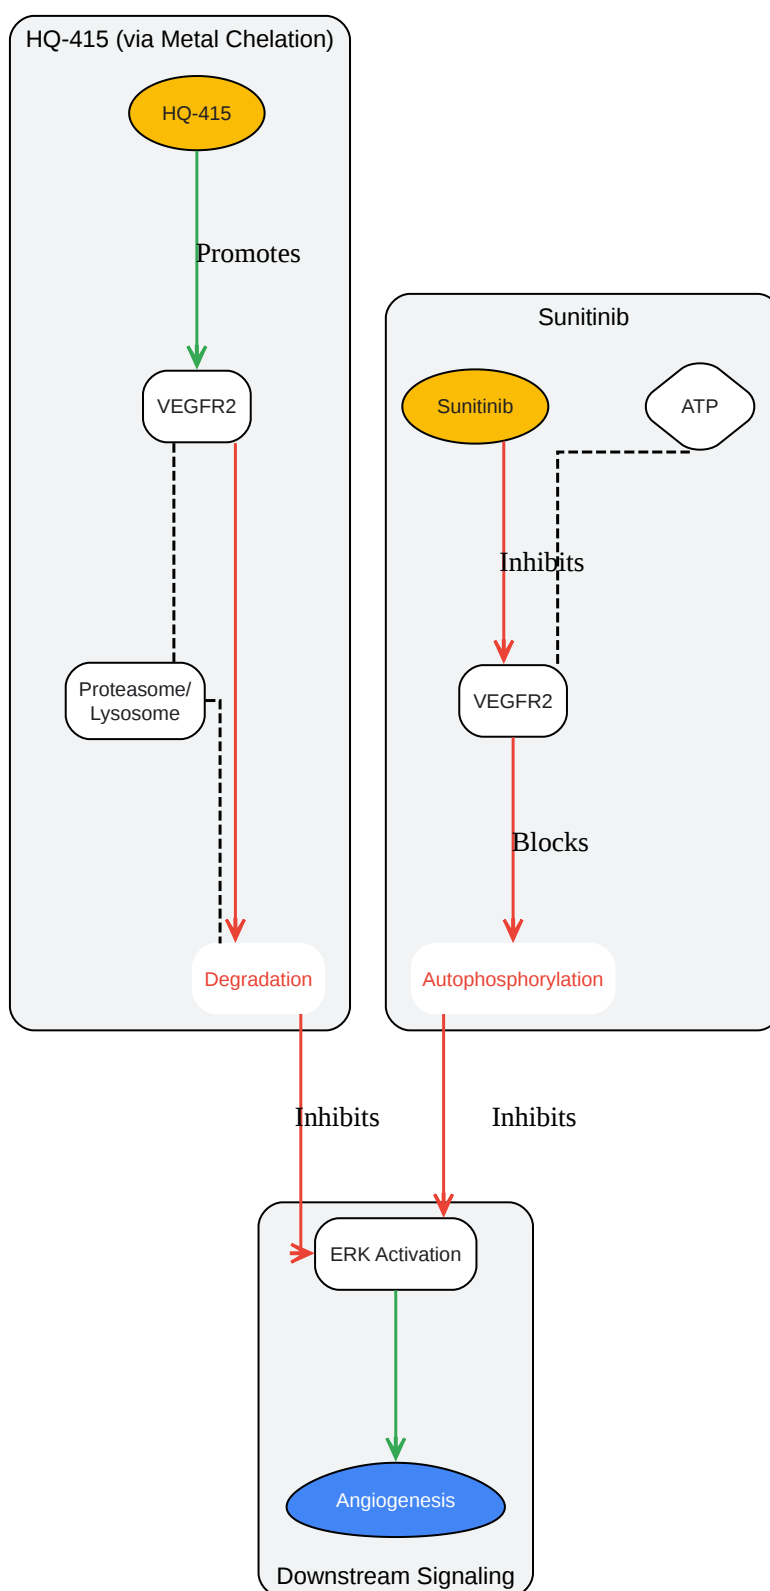 HQ-415 (via Metal Chelation)
HQ-415
Promotes
VEGFR2
Proteasome/
Lysosome
Degradation
Sunitinib
Sunitinib
ATP
Inhibits
VEGFR2
Blocks
Autophosphorylation
Inhibits
Inhibits
ERK Activation
Angiogenesis
Downstream Signaling